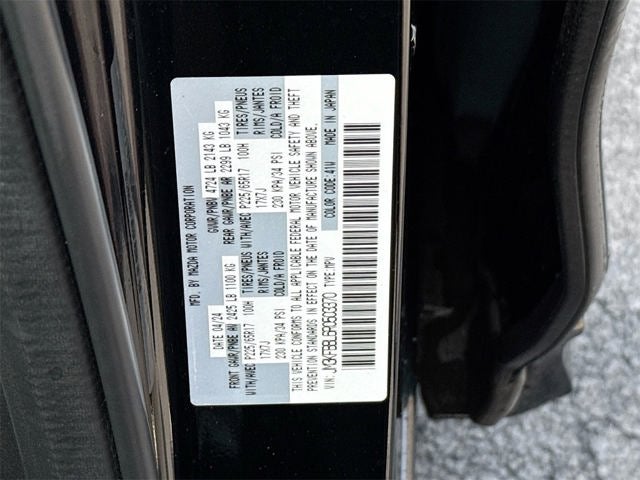 MFD. BY MAZDA MOTOR CORPORATION
DATE 04/24 GVWR/PNBV 4724 LB 2143 KG
FRONT GAWR/PNBE AV 2425 LB 1100 KG REAR GAWR/PNBE AR 2299 LB 1043 KG
WITH/AVEC P225/65R17 100H TIRES/PNEUS WITH/AVEC P225/65R17 100H TIRES/PNEUS
17X7J RIMS/JANTES 17X7J RIMS/JANTES
230 KPA/34 PSI COLD/A FROID 230 KPA/34 PSI COLD/A FROID
THIS VEHICLE CONFORMS TO ALL APPLICABLE FEDERAL MOTOR VEHICLE SAFETY AND THEFT
PREVENTION STANDARDS IN EFFECT ON THE DATE OF MANUFACTURE SHOWN ABOVE.
VIN: TYPE: MPV COLOR CODE: 41W MADE IN JAPAN